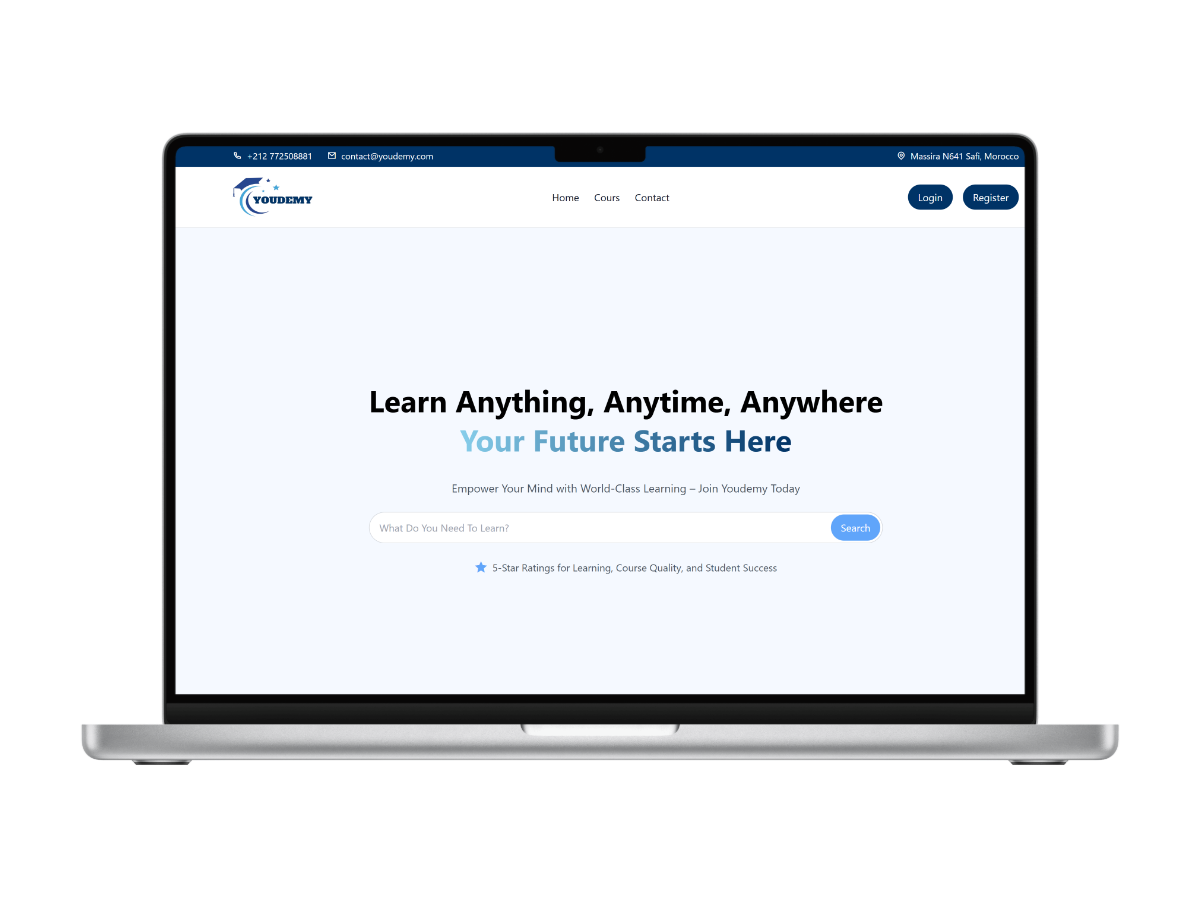 +212 772508881 contact@youdemy.com Massira N641 Safi, Morocco
YOUDEMY Home Cours Contact Login Register
Learn Anything, Anytime, Anywhere
Your Future Starts Here
Empower Your Mind with World-Class Learning – Join Youdemy Today
What Do You Need To Learn? Search
5-Star Ratings for Learning, Course Quality, and Student Success